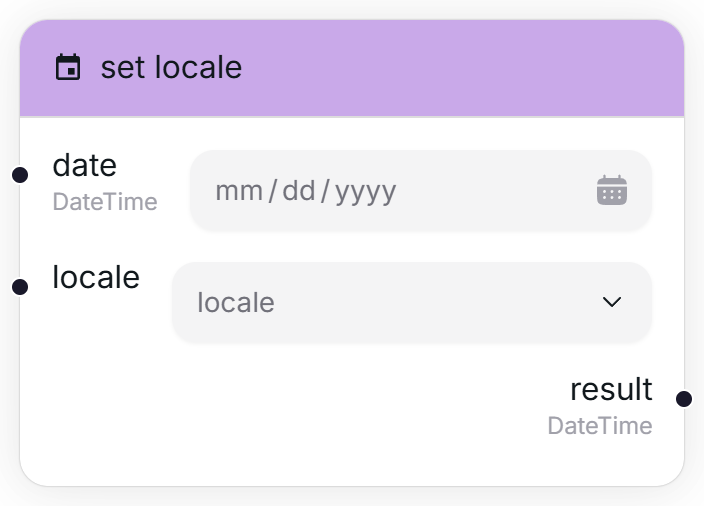 set locale
date
DateTime
mm/dd/yyyy
locale
locale
result
DateTime